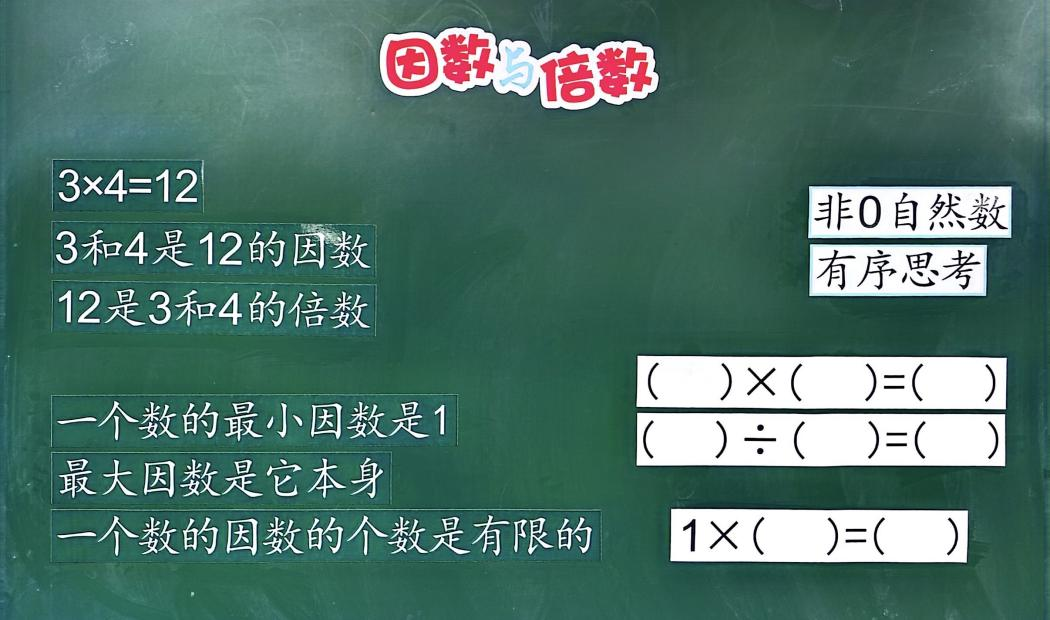 因数与倍数
3×4=12
3和4是12的因数
12是3和4的倍数
非0自然数
有序思考
一个数的最小因数是1
最大因数是它本身
一个数的因数的个数是有限的
(　)×(　)=(　)
(　)÷(　)=(　)
1×(　)=(　)